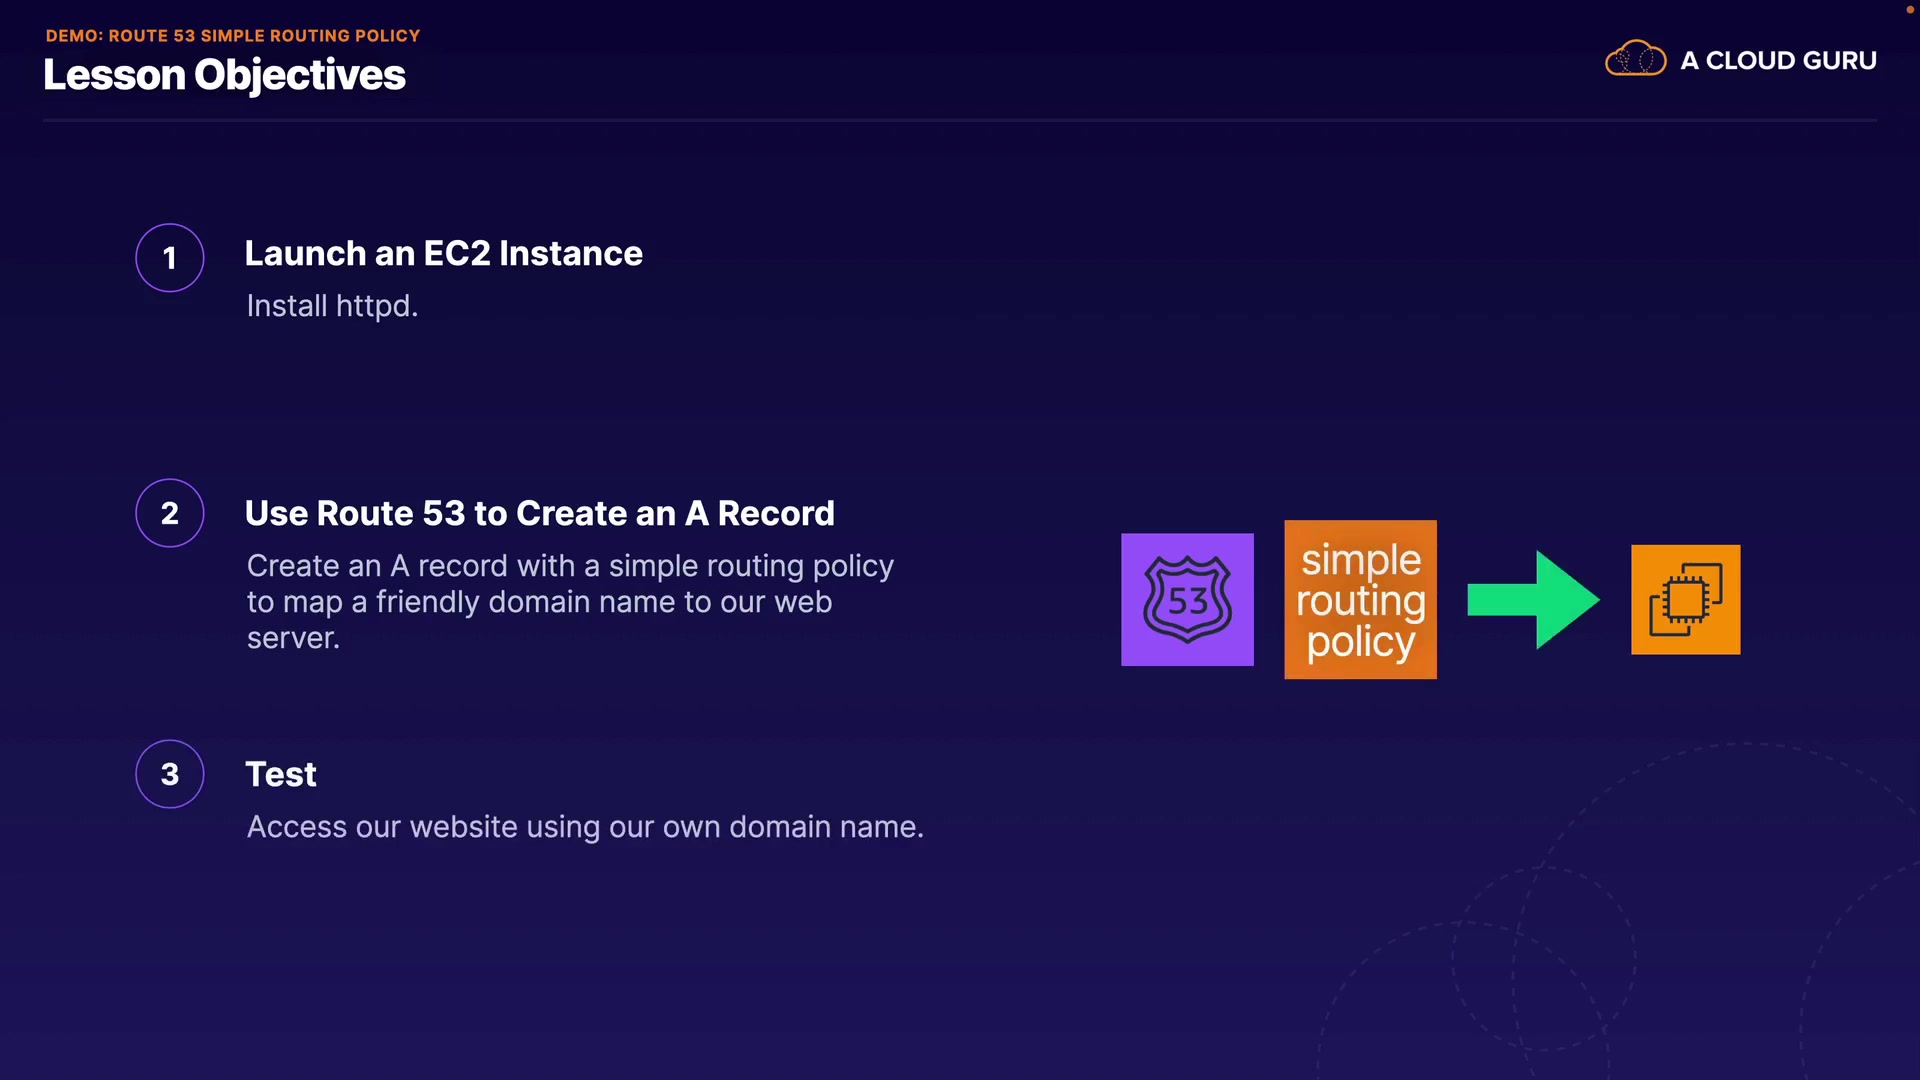 DEMO: ROUTE 53 SIMPLE ROUTING POLICY
Lesson Objectives
A CLOUD GURU
1
Launch an EC2 Instance
Install httpd.
2
Use Route 53 to Create an A Record
Create an A record with a simple routing policy
to map a friendly domain name to our web
server.
53
simple
routing
policy
3
Test
Access our website using our own domain name.